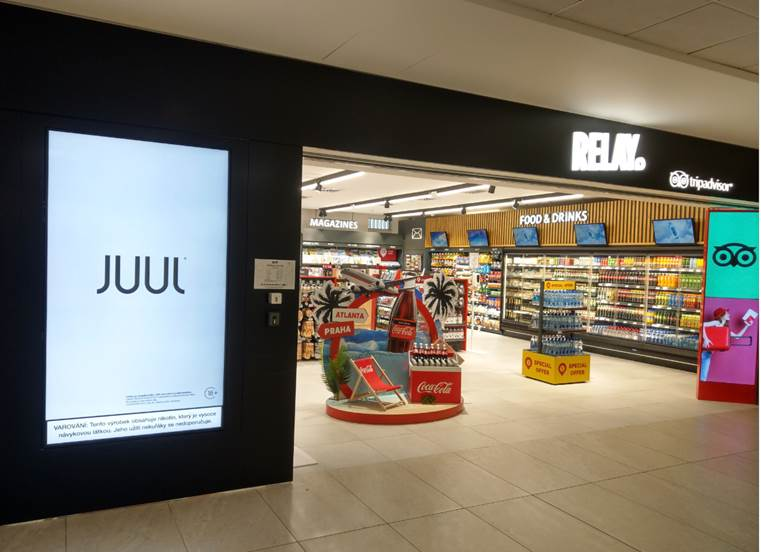 RELAY.
tripadvisor®
MAGAZINES
FOOD & DRINKS
JUUL
ATLANTA
PRAHA
Coca-Cola
Coca-Cola
SPECIAL OFFER
SPECIAL OFFER
18+
VAROVÁNÍ: Tento výrobek obsahuje nikotin, který je vysoce
návykovou látkou. Jeho užití nekuřáky se nedoporučuje.